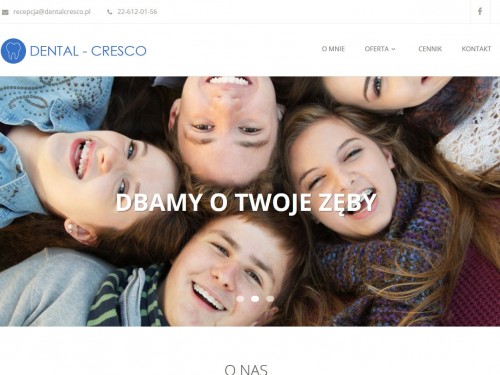 recepcja@dentalcresco.pl 22-612-01-56
DENTAL - CRESCO
O MNIE OFERTA CENNIK KONTAKT
DBAMY O TWOJE ZĘBY
O NAS